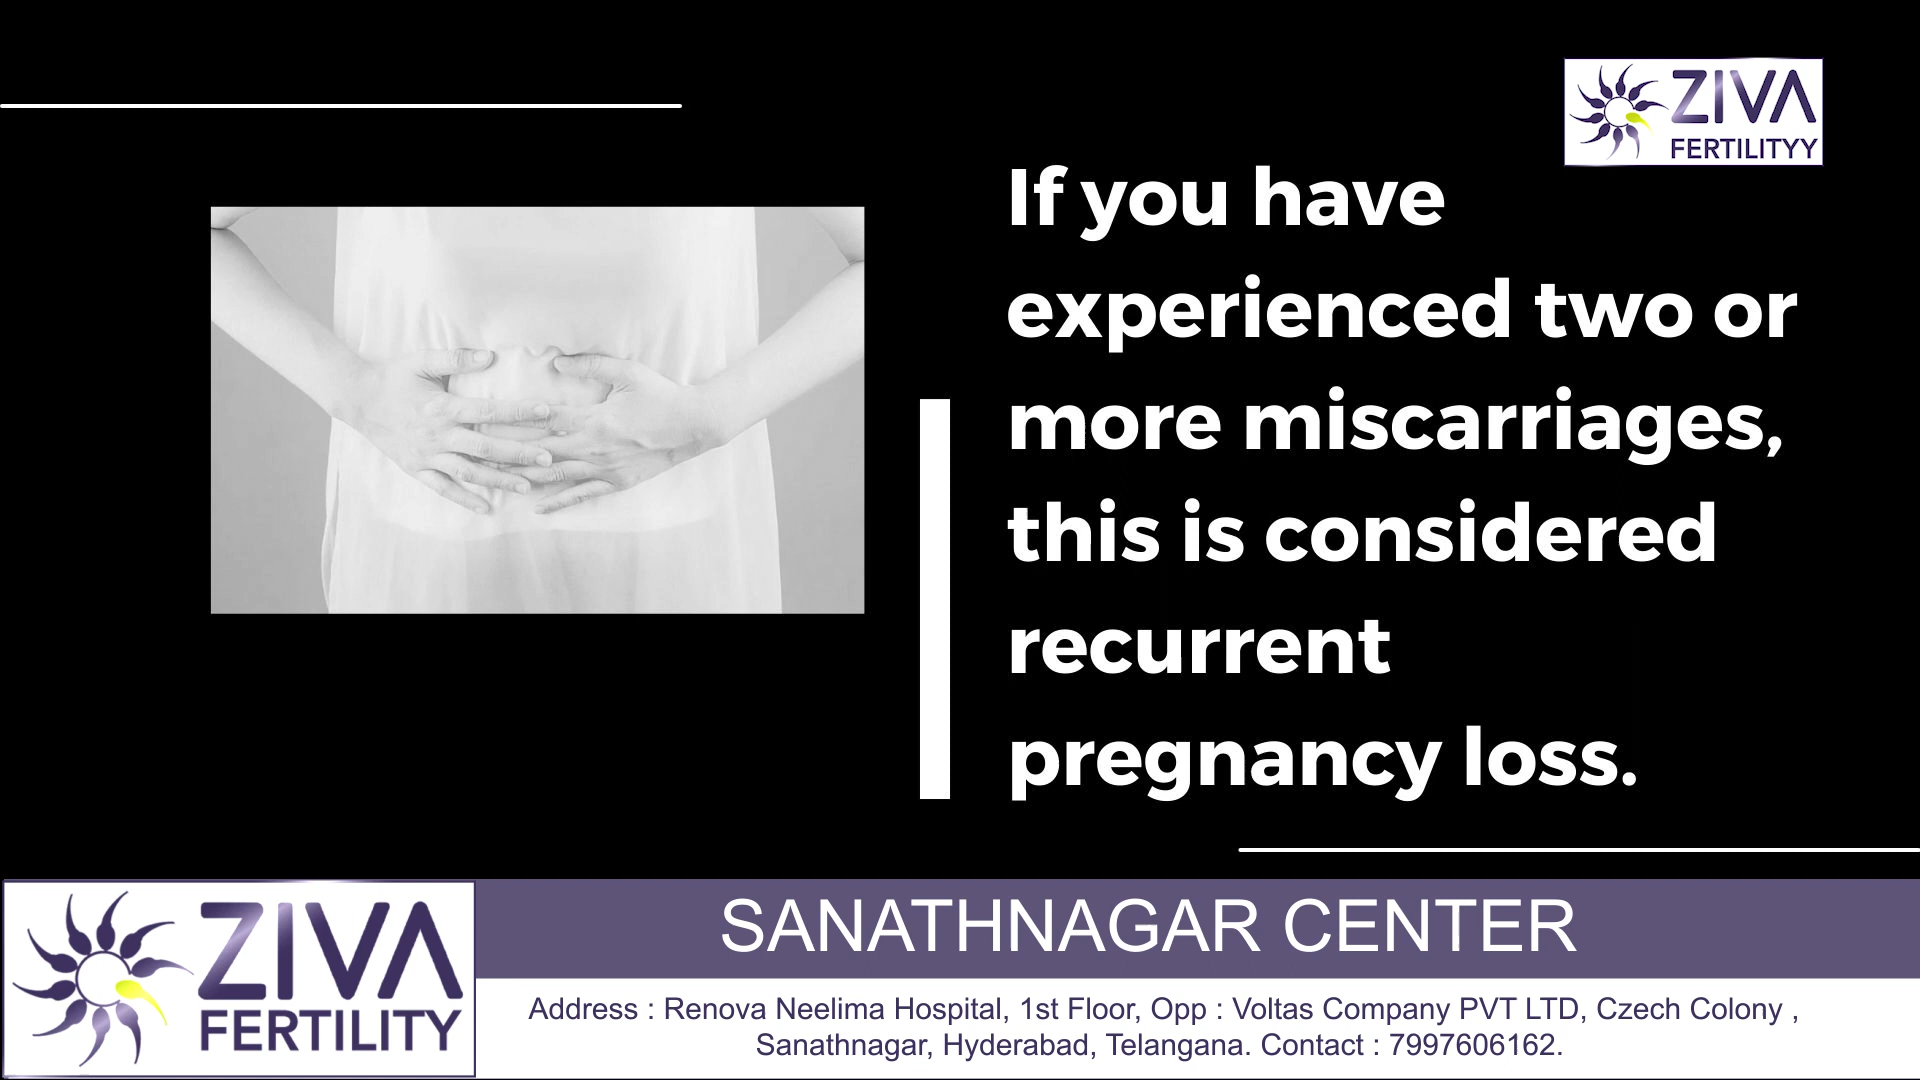 ZIVA
FERTILITYY
If you have
experienced two or
more miscarriages,
this is considered
recurrent
pregnancy loss.
ZIVA
FERTILITY
SANATHNAGAR CENTER
Address : Renova Neelima Hospital, 1st Floor, Opp : Voltas Company PVT LTD, Czech Colony ,
Sanathnagar, Hyderabad, Telangana. Contact : 7997606162.